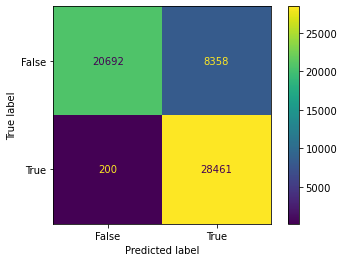 False 20692 8358 25000
20000
15000
True 200 28461 10000
5000
False True
Predicted label
True label